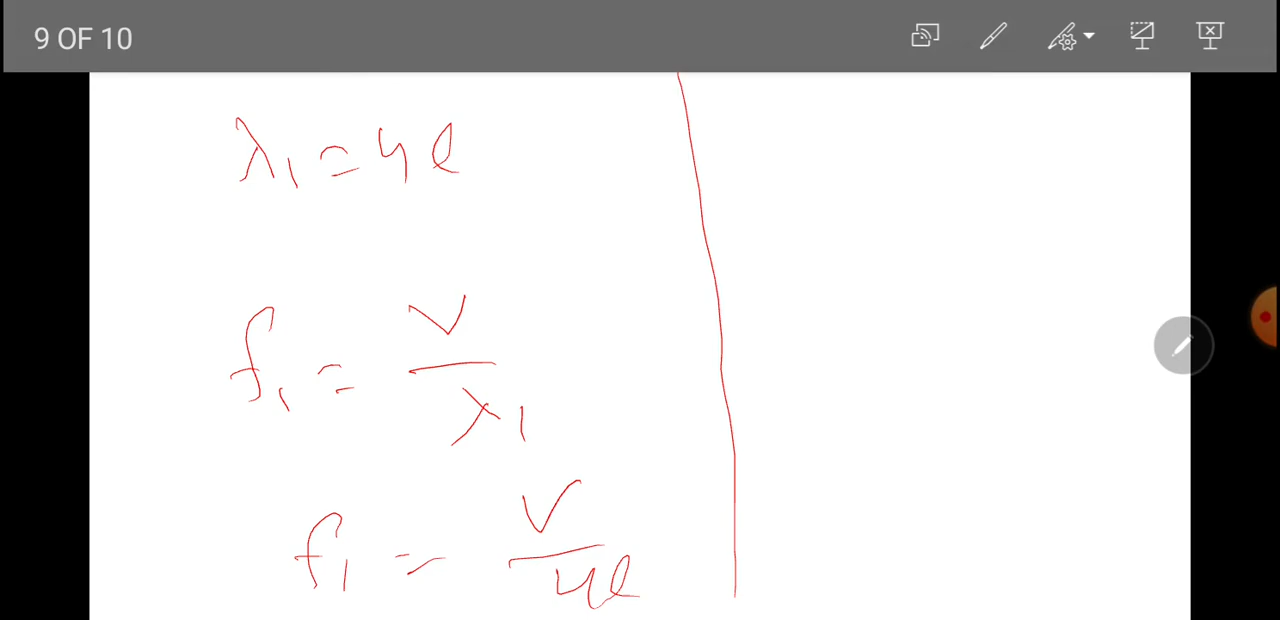 9 OF 10
λ₁ = 4l
f₁ = V/λ₁
f₁ = V/4l